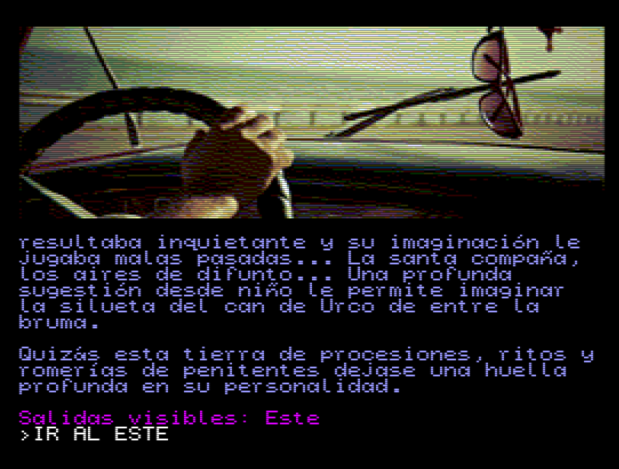 resultaba inquietante y su imaginación le
jugaba malas pasadas... La santa compaña,
los aires de difunto... Una profunda
sugestión desde niño le permite imaginar
la silueta del can de Urco de entre la
bruma.
Quizás esta tierra de procesiones, ritos y
romerías de penitentes dejase una huella
profunda en su personalidad.
Salidas visibles: Este
>IR AL ESTE